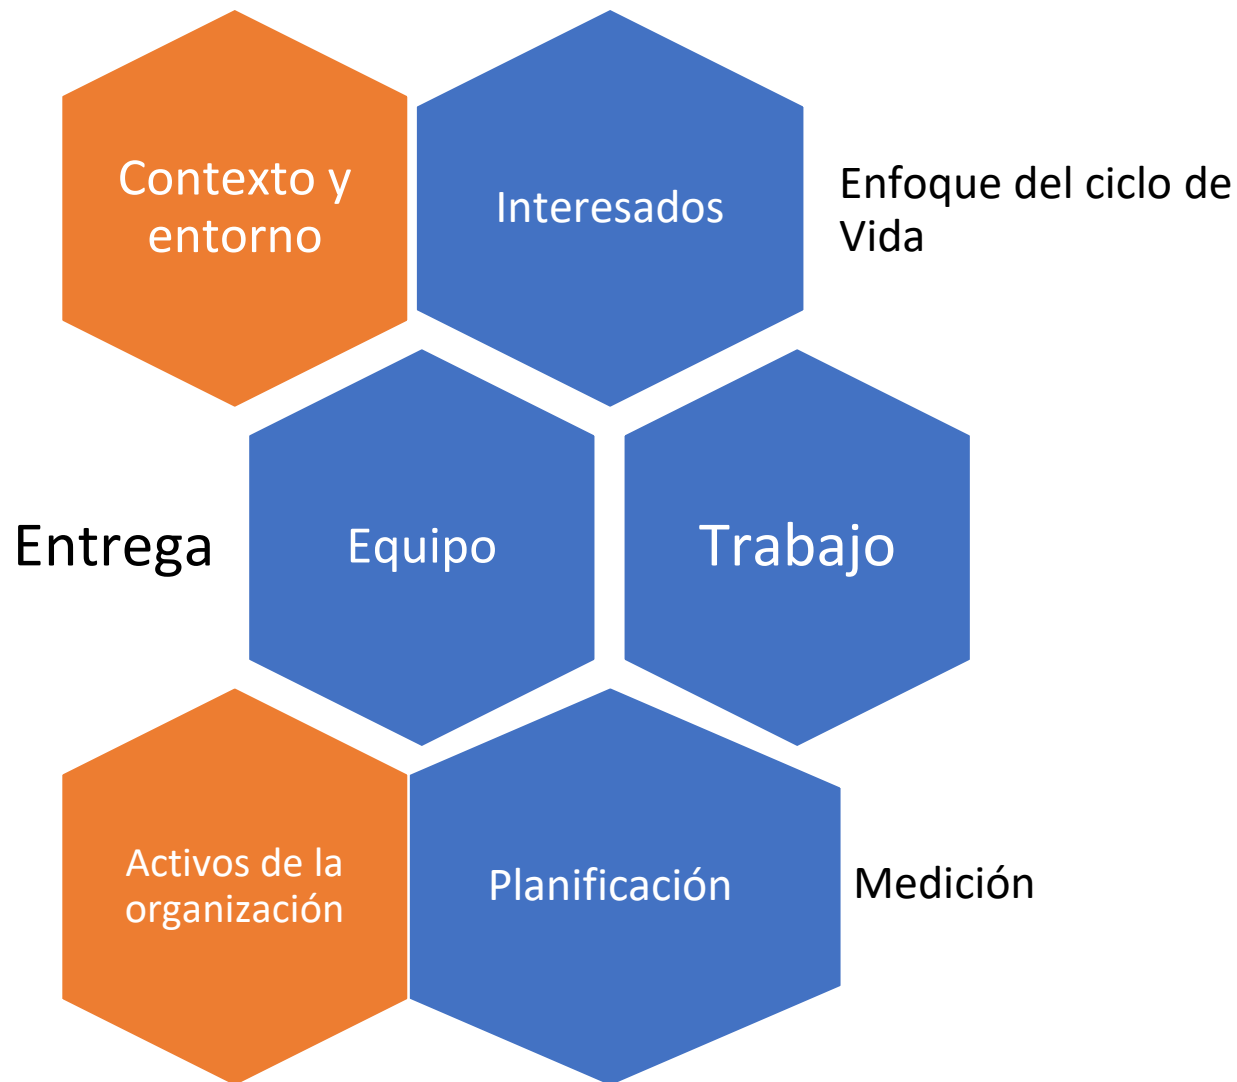 Contexto y
entorno
Interesados
Enfoque del ciclo de
Vida
Entrega
Equipo
Trabajo
Activos de la
organización
Planificación
Medición